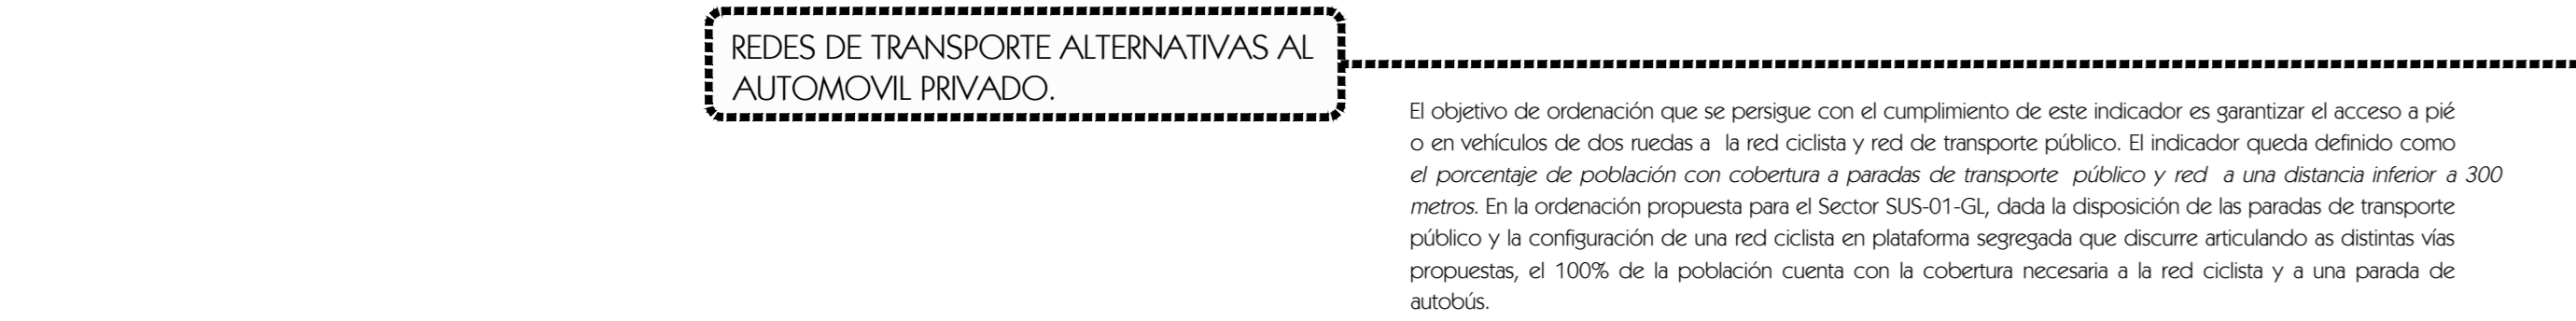 REDES DE TRANSPORTE ALTERNATIVAS AL
AUTOMOVIL PRIVADO.
El objetivo de ordenación que se persigue con el cumplimiento de este indicador es garantizar el acceso a pié
o en vehículos de dos ruedas a la red ciclista y red de transporte público. El indicador queda definido como
el porcentaje de población con cobertura a paradas de transporte público y red a una distancia inferior a 300
metros. En la ordenación propuesta para el Sector SUS-01-GL, dada la disposición de las paradas de transporte
público y la configuración de una red ciclista en plataforma segregada que discurre articulando as distintas vías
propuestas, el 100% de la población cuenta con la cobertura necesaria a la red ciclista y a una parada de
autobús.